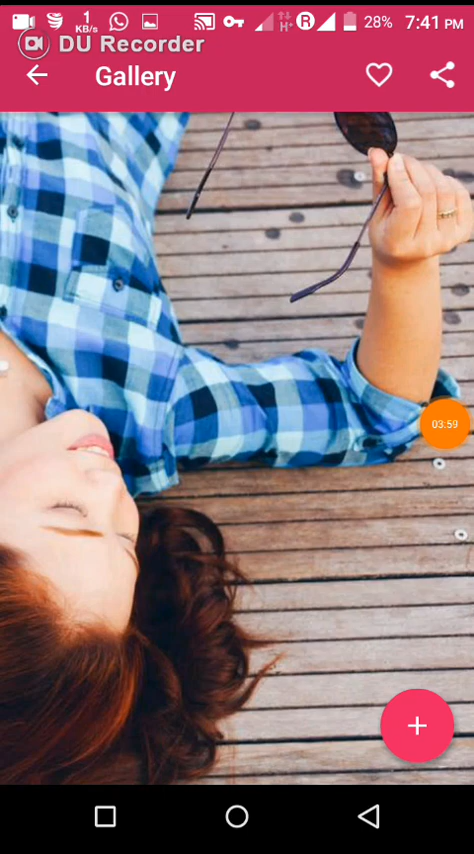 1
KB/s
H+
R
28%
7:41 PM
DU Recorder
Gallery
03:59